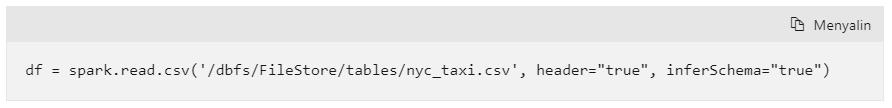 Menyalin
df = spark.read.csv('/dbfs/FileStore/tables/nyc_taxi.csv', header="true", inferSchema="true")